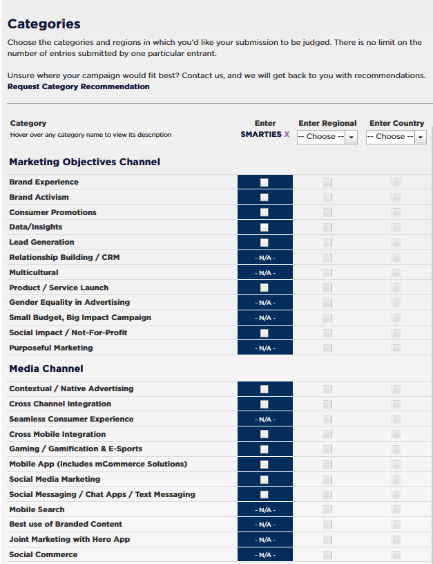 Categories
Choose the categories and regions in which you'd like your submission to be judged. There is no limit on the
number of entries submitted by one particular entrant.
Unsure where your campaign would fit best? Contact us, and we will get back to you with recommendations.
Request Category Recommendation
Category Enter Enter Regional Enter Country
Hover over any category name to view its description SMARTIES X -- Choose -- -- Choose --
Marketing Objectives Channel
Brand Experience
Brand Activism
Consumer Promotions
Data/Insights
Lead Generation
Relationship Building / CRM - N/A -
Multicultural - N/A -
Product / Service Launch
Gender Equality in Advertising - N/A -
Small Budget, Big Impact Campaign - N/A -
Social Impact / Not-For-Profit
Purposeful Marketing - N/A -
Media Channel
Contextual / Native Advertising
Cross Channel Integration
Seamless Consumer Experience - N/A -
Cross Mobile Integration
Gaming / Gamification & E-Sports
Mobile App (includes mCommerce Solutions)
Social Media Marketing
Social Messaging / Chat Apps / Text Messaging
Mobile Search - N/A -
Best use of Branded Content - N/A -
Joint Marketing with Hero App - N/A -
Social Commerce - N/A -